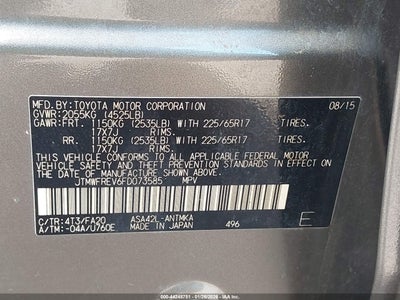 MFD.BY:TOYOTA MOTOR CORPORATION 08/15
GVWR:2055KG (4525LB)
GAWR:FRT. 1150KG (2535LB) WITH 225/65R17 TIRES.
17X7J RIMS.
RR. 1150KG (2535LB) WITH 225/65R17 TIRES.
17X7J RIMS.
THIS VEHICLE CONFORMS TO ALL APPLICABLE FEDERAL MOTOR
VEHICLE SAFETY AND THEFT PREVENTION STANDARDS IN
EFFECT ON THE DATE OF MANUFACTURE SHOWN ABOVE.
JTMWFREV6FD073585 MPV
C/TR:4T3/FA20 ASA42L-ANTMKA
A/TM:-04A/U760E 496 E